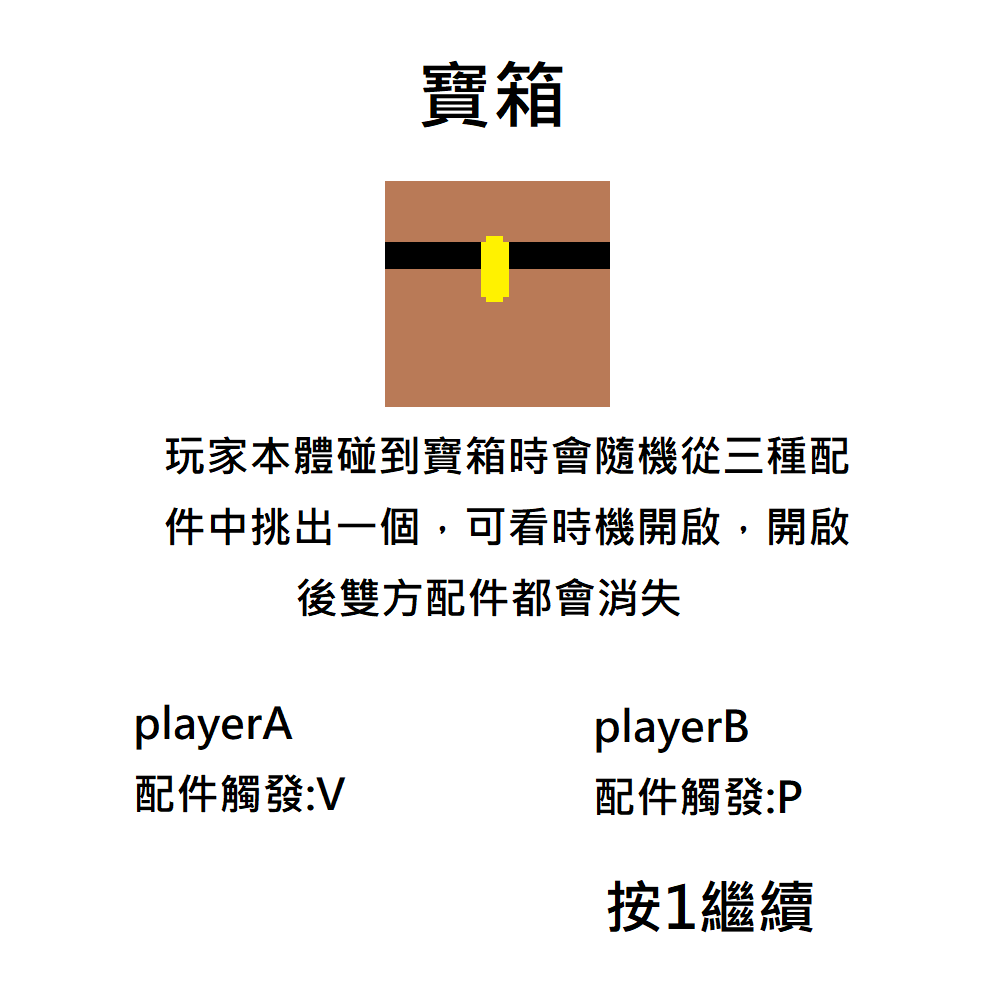 寶箱
玩家本體碰到寶箱時會隨機從三種配
件中挑出一個，可看時機開啟，開啟
後雙方配件都會消失
playerA
配件觸發:V
playerB
配件觸發:P
按1繼續